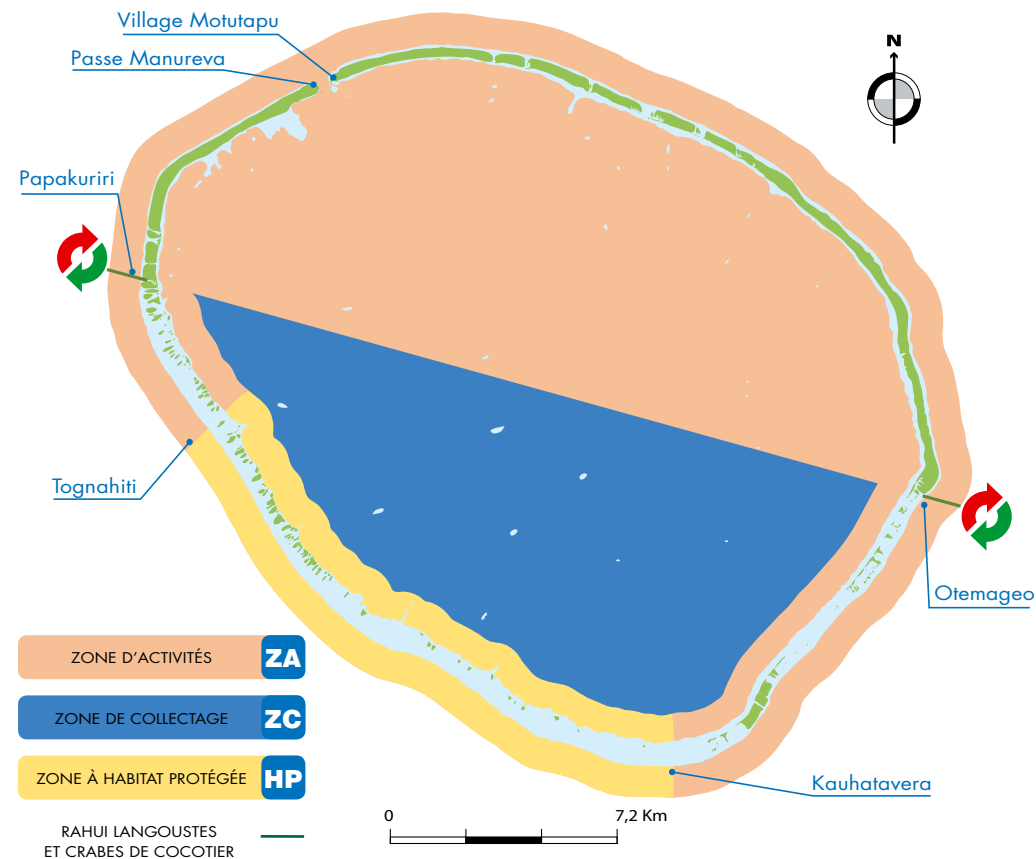 Village Motutapu
Passe Manureva
N
Papakuriri
Tognahiti
Otemageo
ZONE D'ACTIVITÉS ZA
ZONE DE COLLECTAGE ZC
ZONE À HABITAT PROTÉGÉE HP
Kauhatavera
RAHUI LANGOUSTES
ET CRABES DE COCOTIER
0 7,2 Km